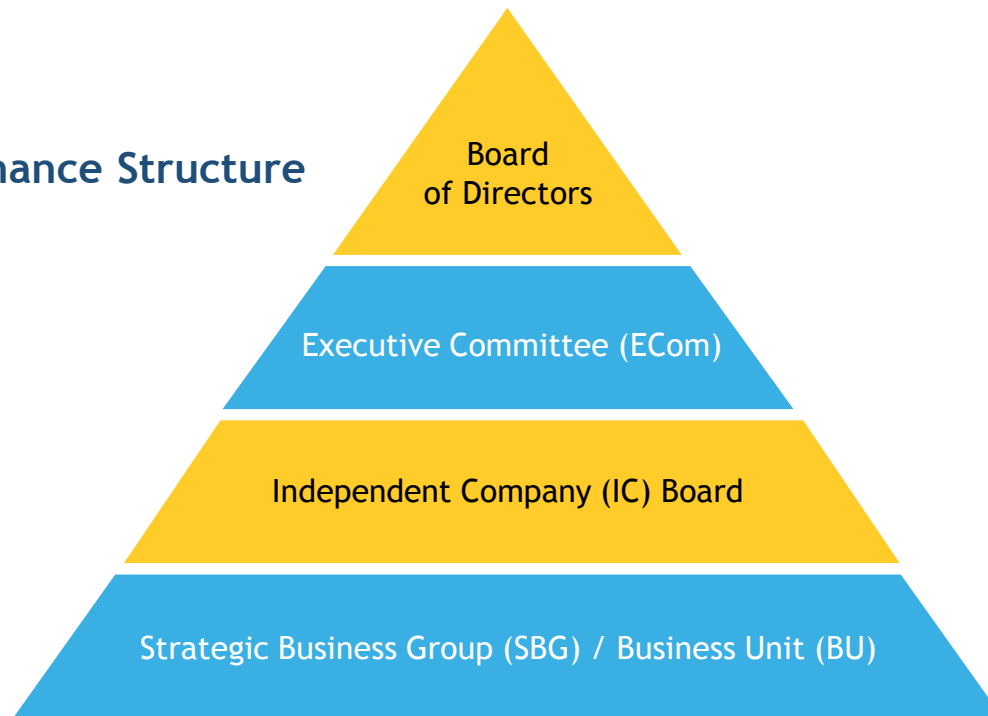 Board
of Directors
nance Structure
Executive Committee (ECom)
Independent Company (IC) Board
Strategic Business Group (SBG) / Business Unit (BU)